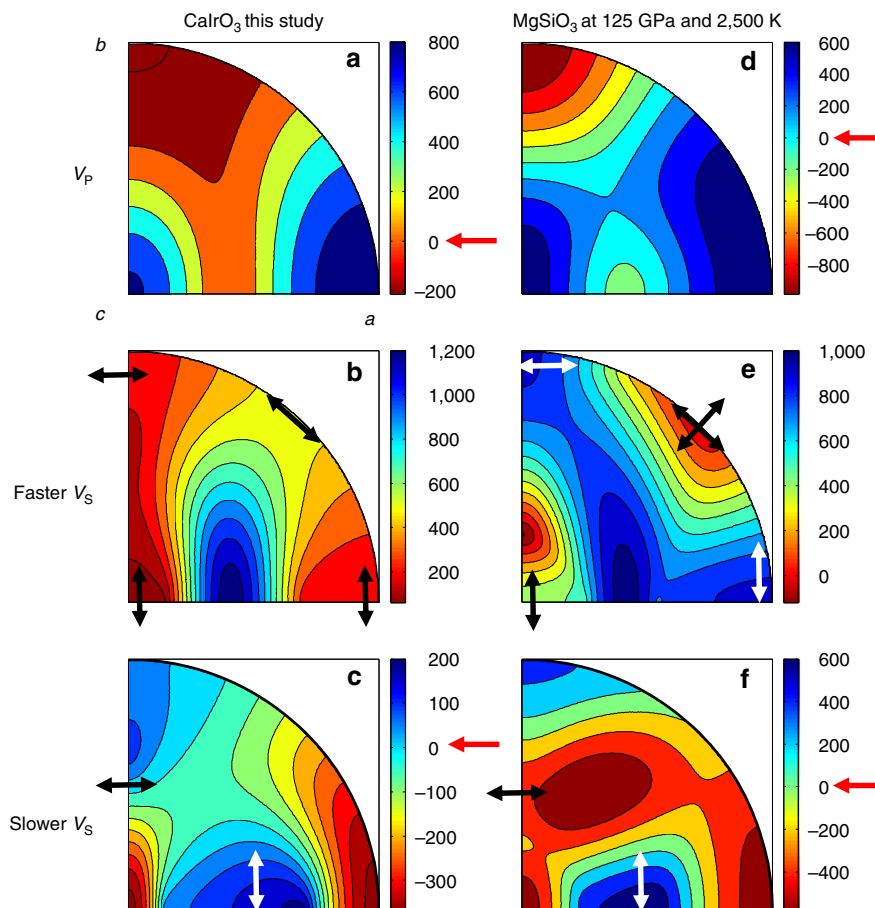 CaIrO3 this study
MgSiO3 at 125 GPa and 2,500 K
b
a
800
600
400
200
0
–200
d
600
400
200
0
–200
–400
–600
–800
VP
c
a
b
1,200
1,000
800
600
400
200
e
1,000
800
600
400
200
0
Faster VS
c
200
100
0
–100
–200
–300
f
600
400
200
0
–200
–400
Slower VS